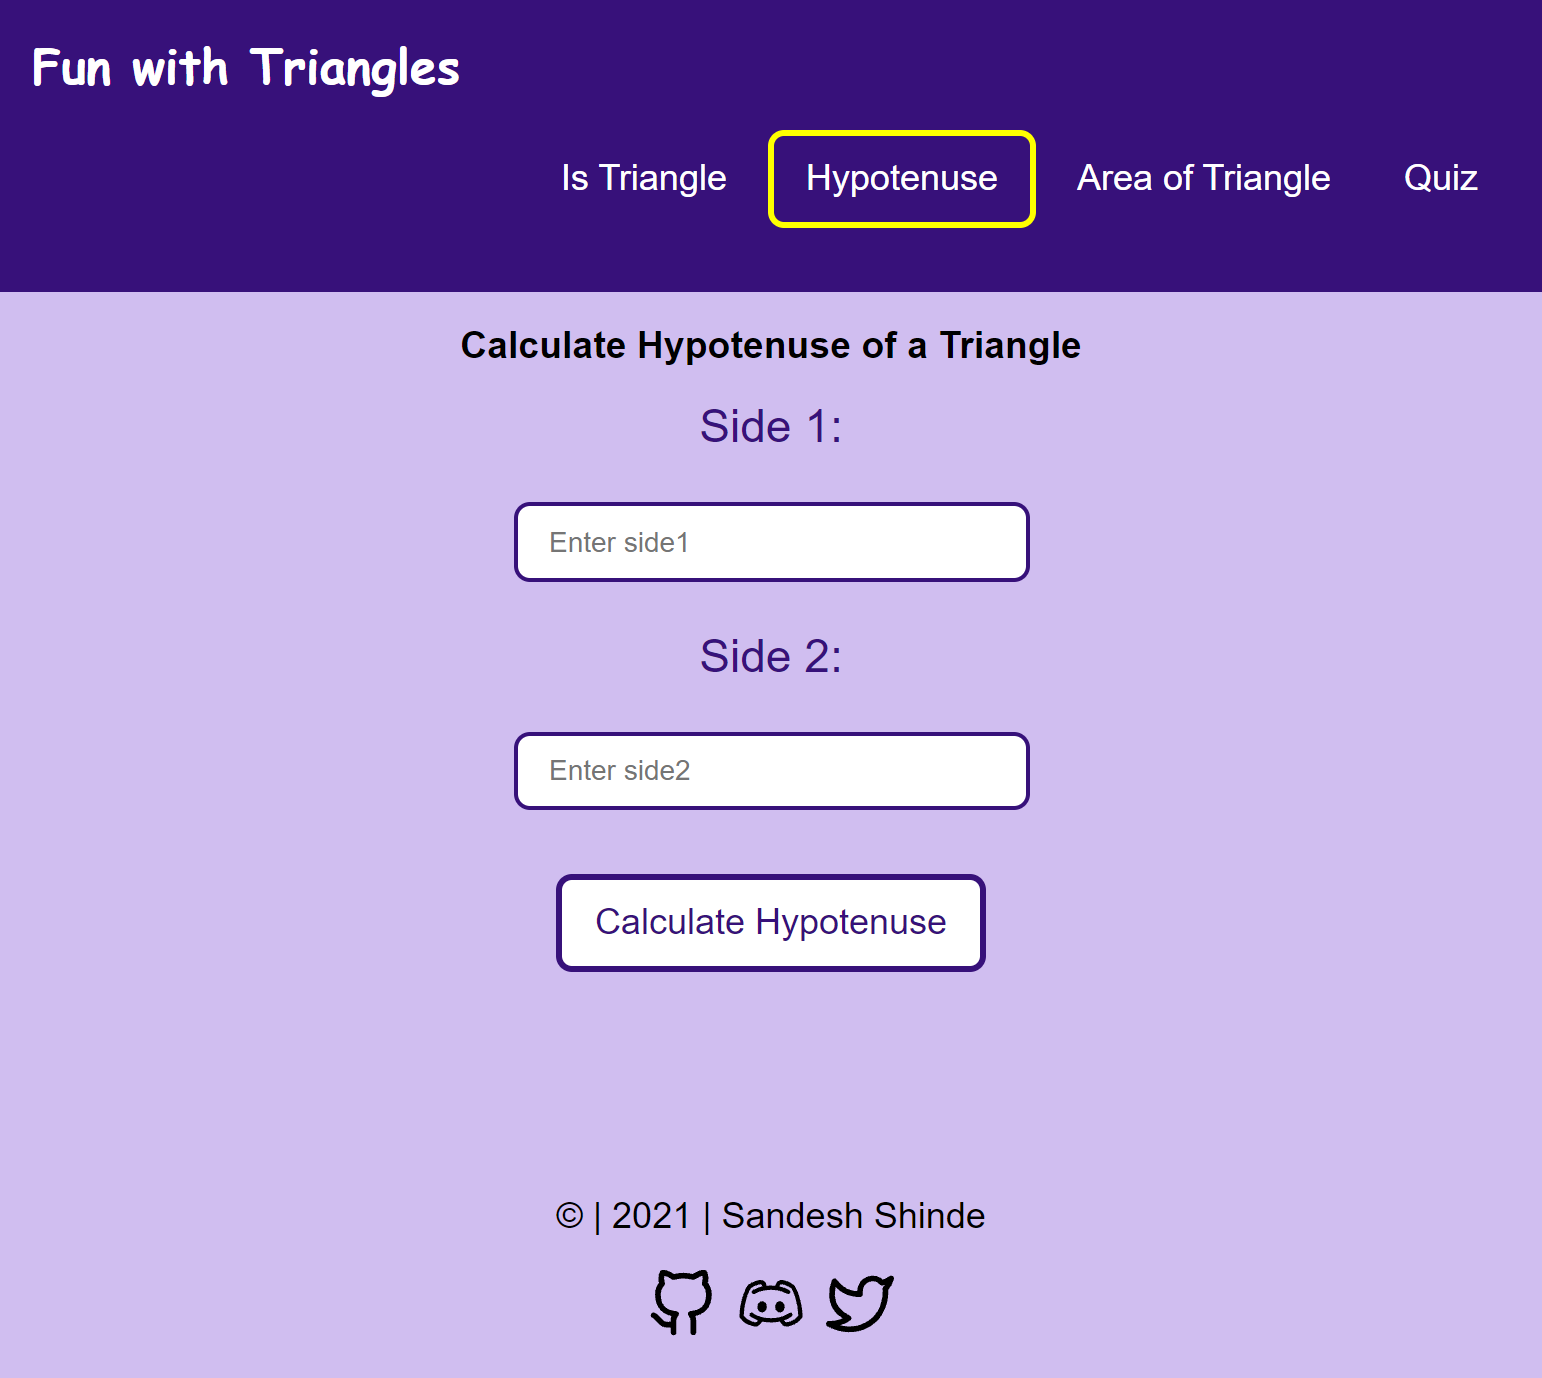 Fun with Triangles
Is Triangle Hypotenuse Area of Triangle Quiz
Calculate Hypotenuse of a Triangle
Side 1:
Enter side1
Side 2:
Enter side2
Calculate Hypotenuse
© | 2021 | Sandesh Shinde